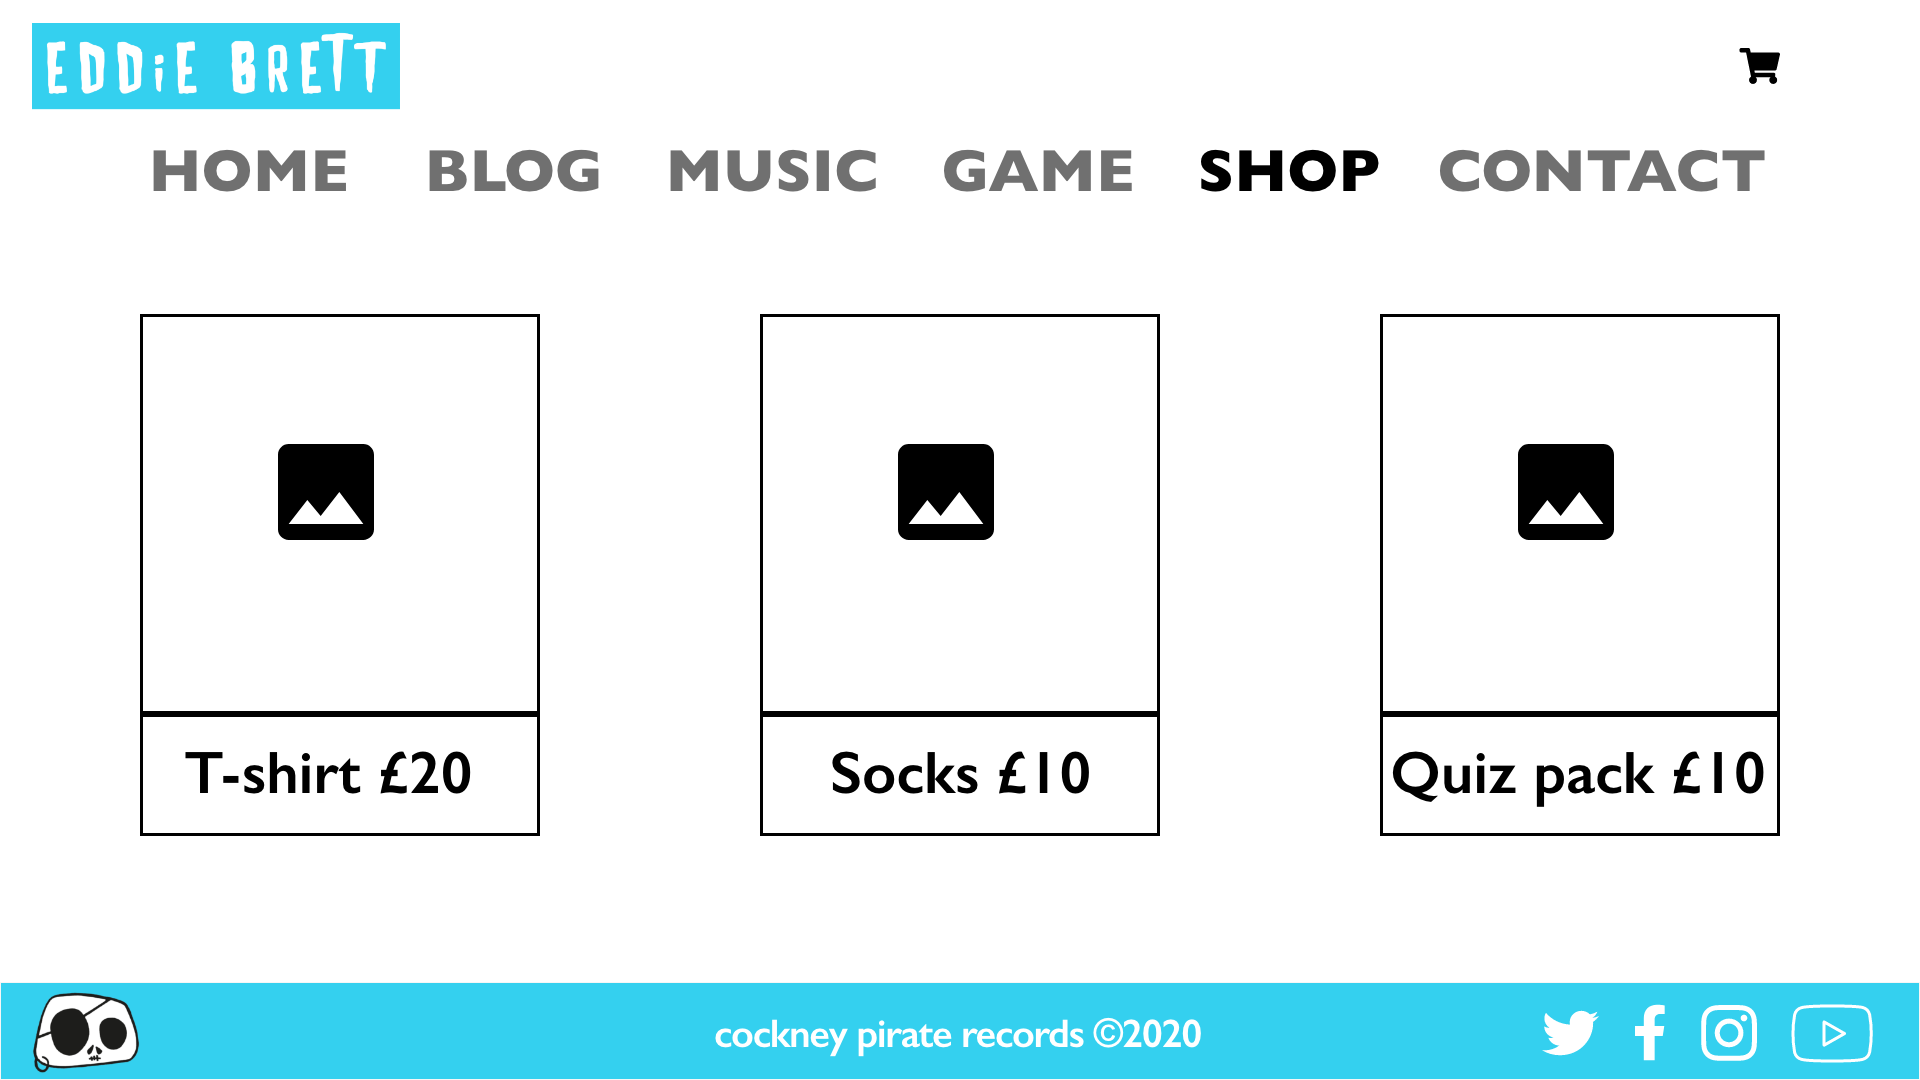 EDDiE BRETT
HOME BLOG MUSIC GAME SHOP CONTACT
T-shirt £20
Socks £10
Quiz pack £10
cockney pirate records ©2020